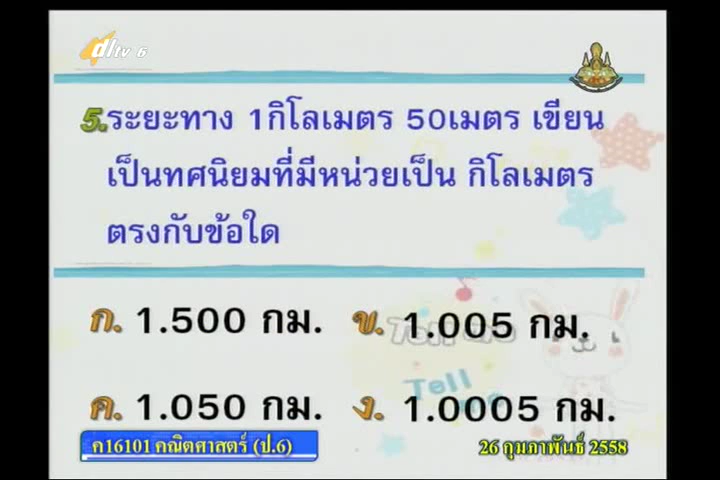 dltv 6
5. ระยะทาง 1กิโลเมตร 50เมตร เขียน
เป็นทศนิยมที่มีหน่วยเป็น กิโลเมตร
ตรงกับข้อใด
ก. 1.500 กม. ข. 1.005 กม.
ค. 1.050 กม. ง. 1.0005 กม.
Tell me
Tell me
ค16101 คณิตศาสตร์ (ป.6)
26 กุมภาพันธ์ 2558